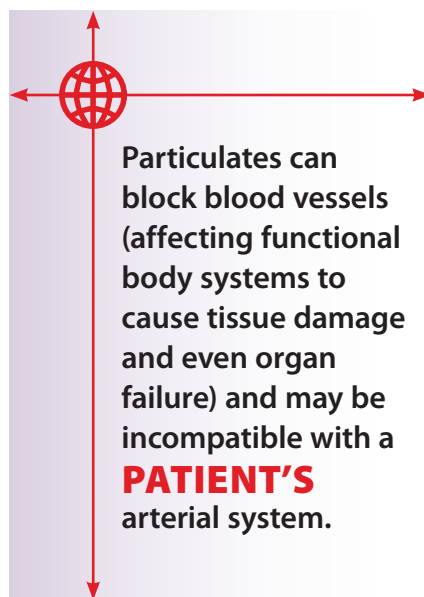 Particulates can
block blood vessels
(affecting functional
body systems to
cause tissue damage
and even organ
failure) and may be
incompatible with a
PATIENT’S
arterial system.